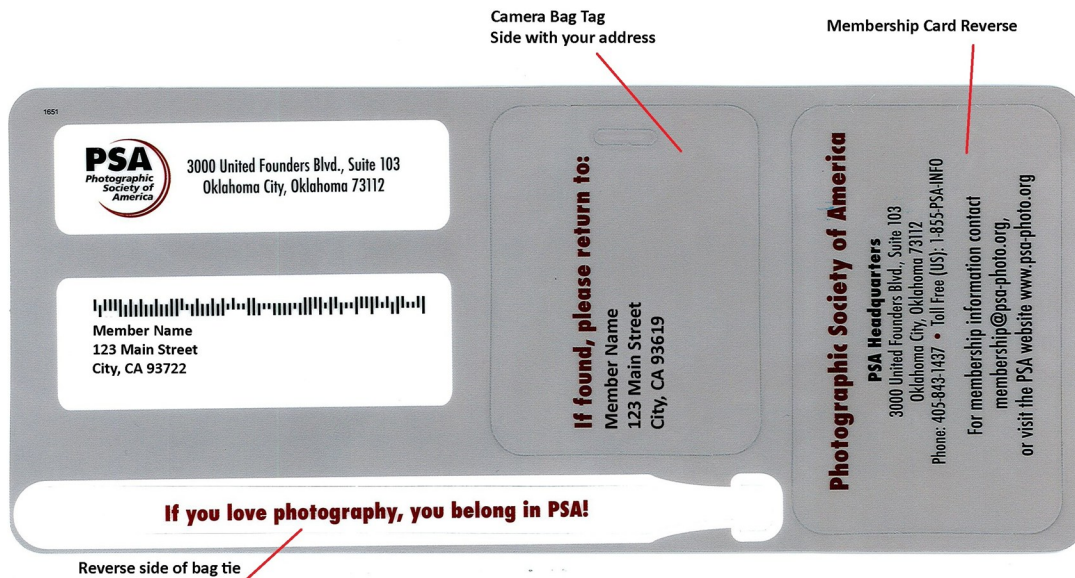 Camera Bag Tag
Side with your address
Membership Card Reverse
1651
PSA
Photographic
Society of
America
3000 United Founders Blvd., Suite 103
Oklahoma City, Oklahoma 73112
Member Name
123 Main Street
City, CA 93722
If found, please return to:
Member Name
123 Main Street
City, CA 93619
Photographic Society of America
PSA Headquarters
3000 United Founders Blvd., Suite 103
Oklahoma City, Oklahoma 73112
Phone: 405-843-1437 • Toll Free (US): 1-855-PSA-INFO
For membership information contact
membership@psa-photo.org,
or visit the PSA website www.psa-photo.org
If you love photography, you belong in PSA!
Reverse side of bag tie